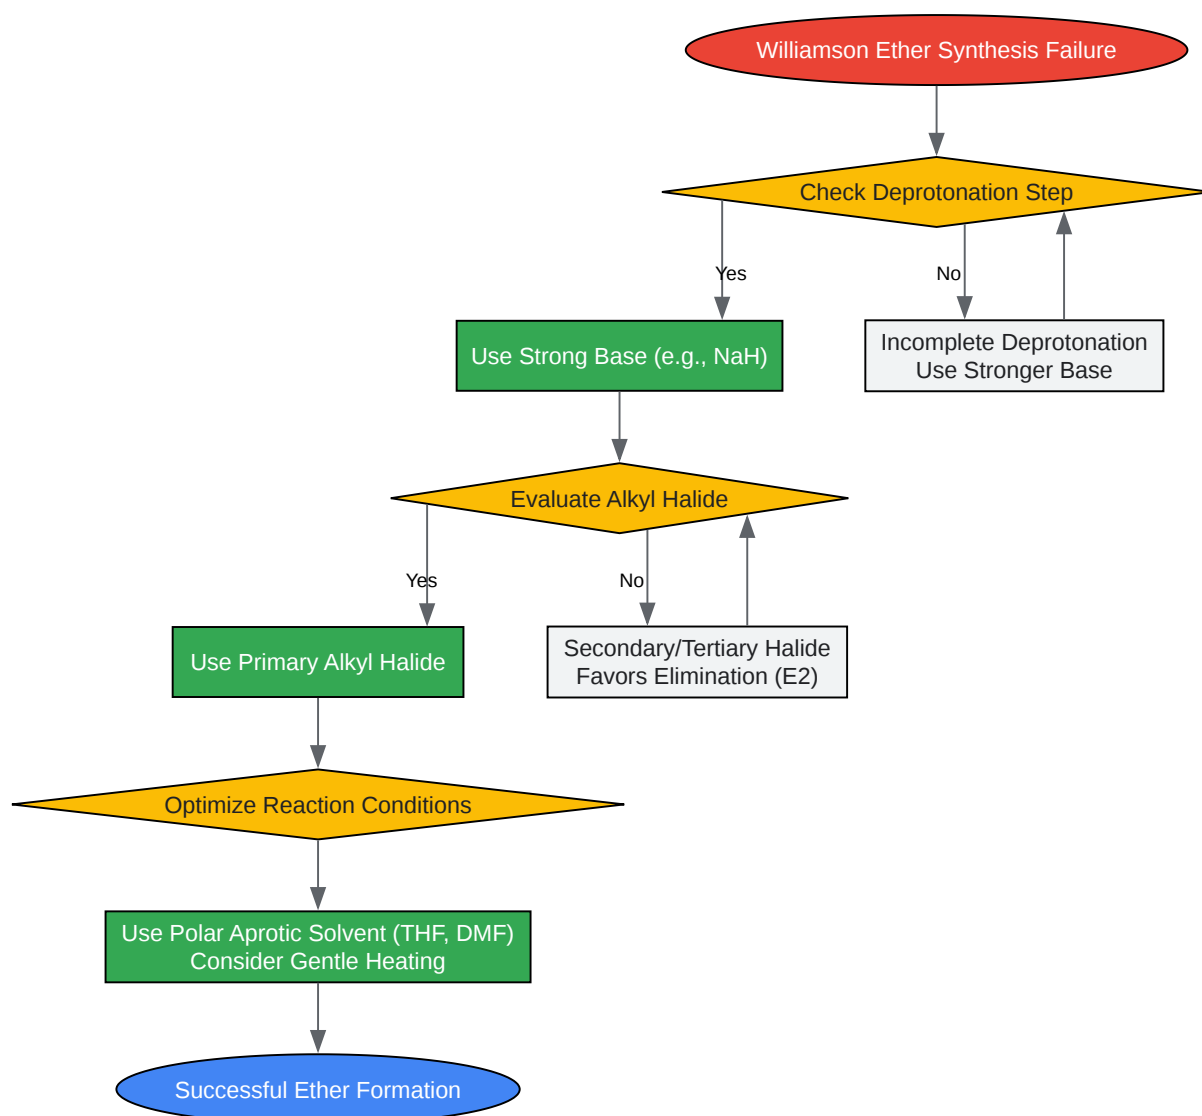 Williamson Ether Synthesis Failure
Check Deprotonation Step
Yes
No
Use Strong Base (e.g., NaH)
Incomplete Deprotonation
Use Stronger Base
Evaluate Alkyl Halide
Yes
No
Use Primary Alkyl Halide
Secondary/Tertiary Halide
Favors Elimination (E2)
Optimize Reaction Conditions
Use Polar Aprotic Solvent (THF, DMF)
Consider Gentle Heating
Successful Ether Formation